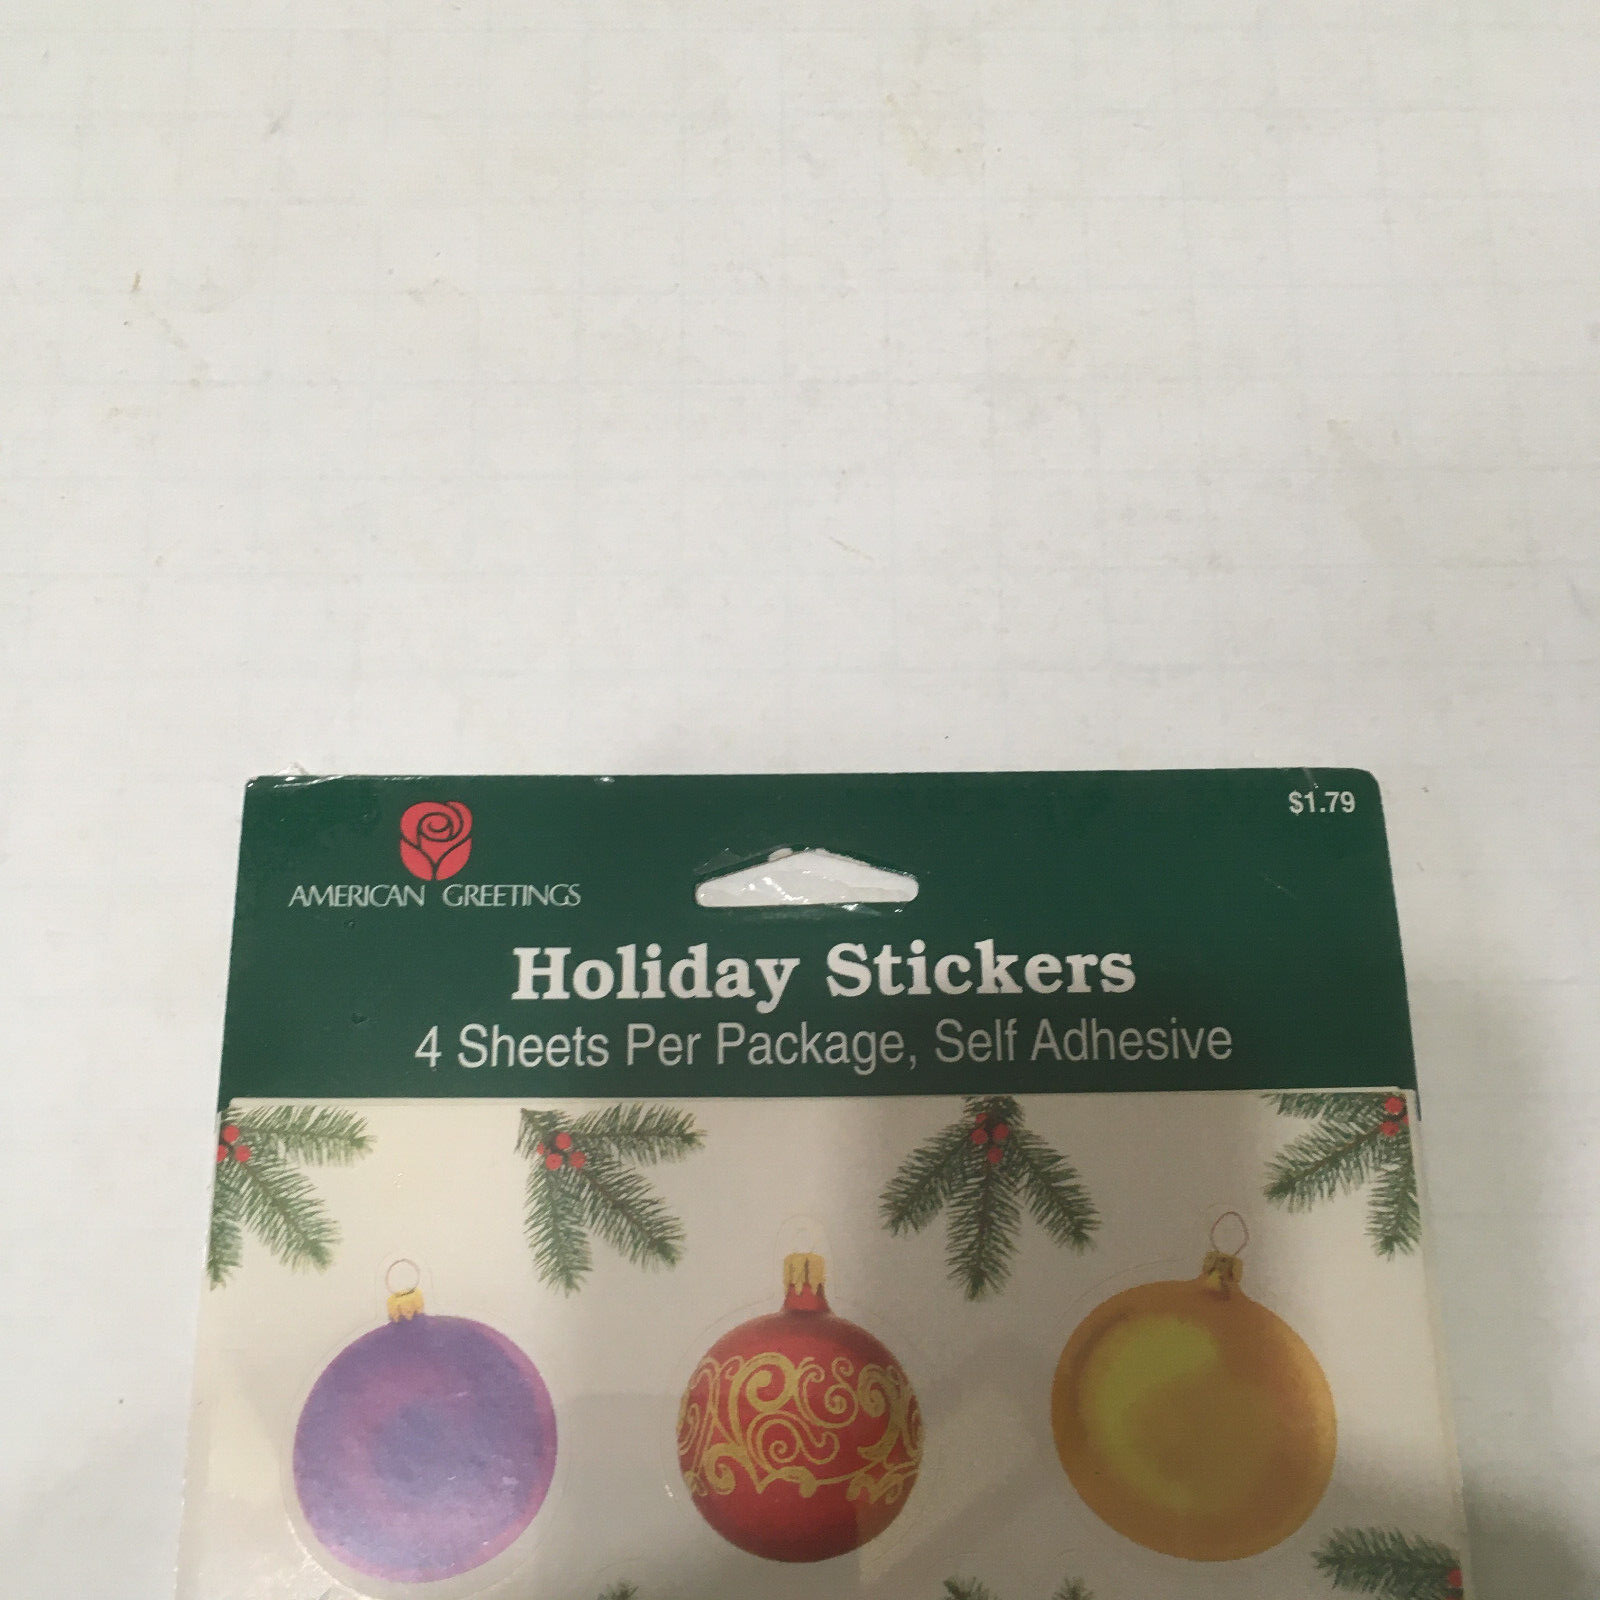 $1.79
AMERICAN GREETINGS
Holiday Stickers
4 Sheets Per Package, Self Adhesive